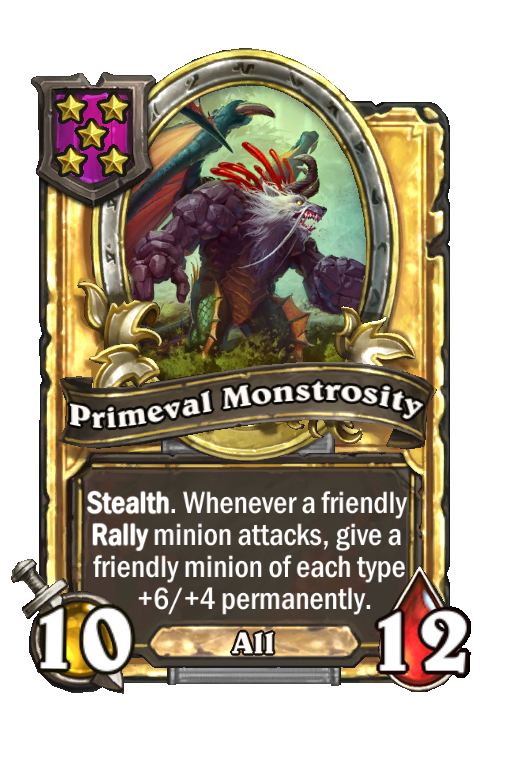 Primeval Monstrosity
Stealth. Whenever a friendly
Rally minion attacks, give a
friendly minion of each type
+6/+4 permanently.
10
All
12